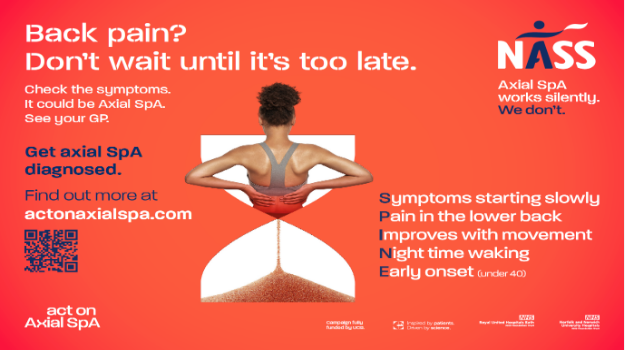 Back pain?
Don't wait until it's too late.
Check the symptoms.
It could be Axial SpA.
See your GP.
Get axial SpA
diagnosed.
Find out more at
actonaxialspa.com
act on
Axial SpA
NASS
Axial SpA
works silently.
We don't.
Symptoms starting slowly
Pain in the lower back
Improves with movement
Night time waking
Early onset (under 40)
Campaign fully
funded by UCB.
Inspired by patients.
Driven by science.
NHS
Royal United Hospitals Bath
NHS
Norfolk and Norwich
University Hospitals